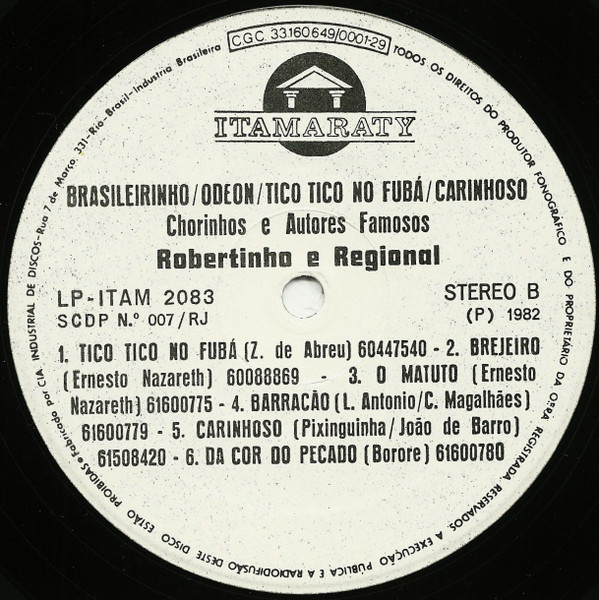 CGC 33.160649/0001-29
ITAMARATY
BRASILEIRINHO/ODEON/TICO TICO NO FUBÁ/CARINHOSO
Chorinhos e Autores Famosos
Robertinho e Regional
LP-ITAM 2083
STEREO B
SCDP N.º 007/RJ
(P) 1982
1. TICO TICO NO FUBÁ (Z. de Abreu) 60447540 - 2. BREJEIRO
(Ernesto Nazareth) 60088869 - 3. O MATUTO (Ernesto
Nazareth) 61600775 - 4. BARRACÃO (L. Antonio/C. Magalhães)
61600779 - 5. CARINHOSO (Pixinguinha/João de Barro)
61508420 - 6. DA COR DO PECADO (Borore) 61600780
Fabricado por CIA. INDUSTRIAL DE DISCOS-Rua 7 de Março, 331-Rio-Brasil-Industria Brasileira
TODOS OS DIREITOS DO PRODUTOR FONOGRÁFICO E DO PROPRIETÁRIO DA OBRA REGISTRADA, RESERVADOS. A EXECUÇÃO PÚBLICA E A RADIODIFUSÃO DESTE DISCO ESTÃO PROIBIDAS